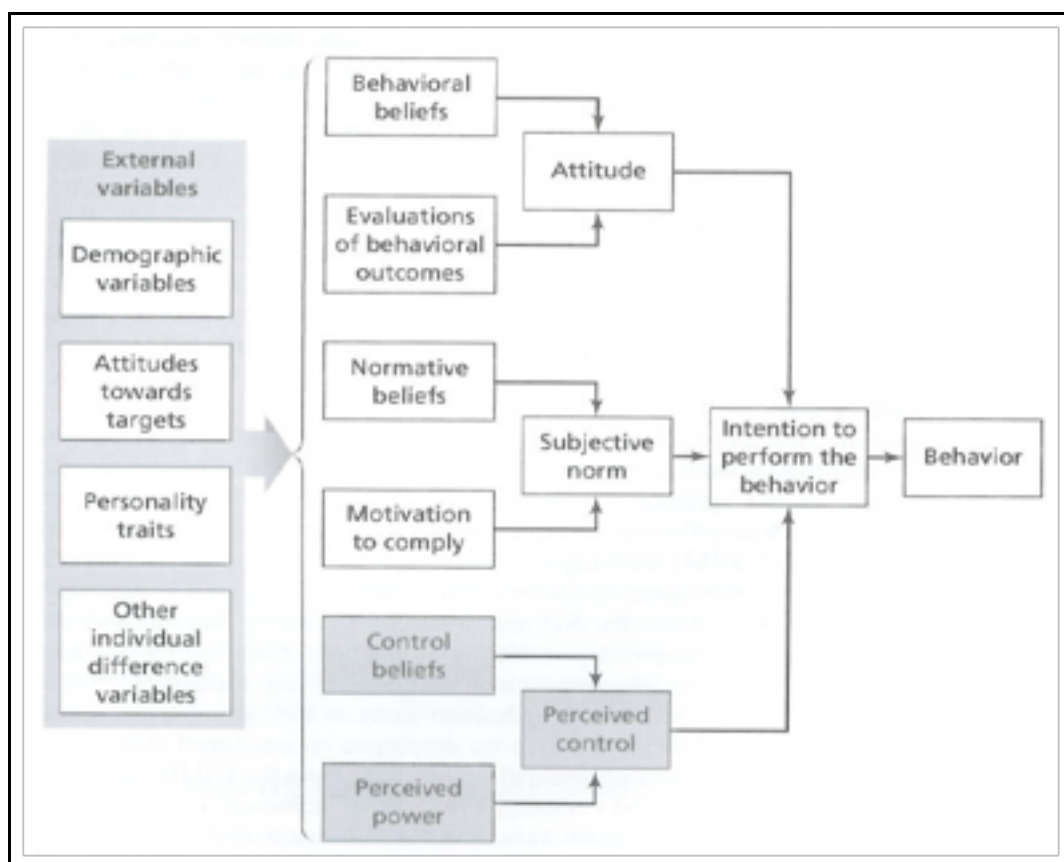 External
variables
Demographic
variables
Attitudes
towards
targets
Personality
traits
Other
individual
difference
variables
Behavioral
beliefs
Evaluations
of behavioral
outcomes
Normative
beliefs
Motivation
to comply
Control
beliefs
Perceived
power
Attitude
Subjective
norm
Perceived
control
Intention to
perform the
behavior
Behavior